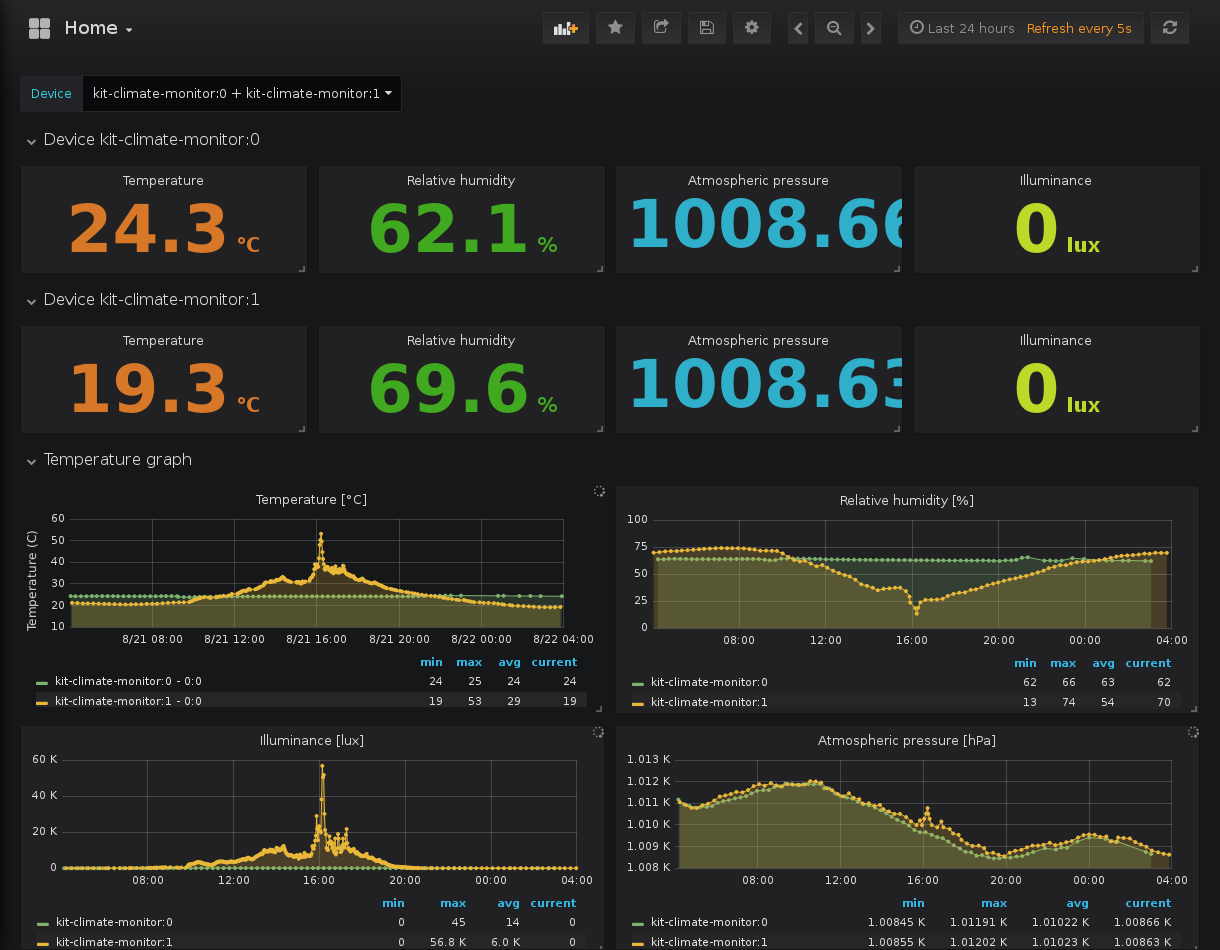 Home
Last 24 hours Refresh every 5s
Device kit-climate-monitor:0 + kit-climate-monitor:1
Device kit-climate-monitor:0
Temperature Relative humidity Atmospheric pressure Illuminance
24.3 °C 62.1 % 1008.66 0 lux
Device kit-climate-monitor:1
Temperature Relative humidity Atmospheric pressure Illuminance
19.3 °C 69.6 % 1008.63 0 lux
Temperature graph
Temperature [°C]
Temperature (C)
60
50
40
30
20
10
8/21 08:00 8/21 12:00 8/21 16:00 8/21 20:00 8/22 00:00 8/22 04:00
min max avg current
kit-climate-monitor:0 - 0:0 24 25 24 24
kit-climate-monitor:1 - 0:0 19 53 29 19
Relative humidity [%]
100
75
50
25
0
08:00 12:00 16:00 20:00 00:00 04:00
min max avg current
kit-climate-monitor:0 62 66 63 62
kit-climate-monitor:1 13 74 54 70
Illuminance [lux]
60 K
40 K
20 K
0
08:00 12:00 16:00 20:00 00:00 04:00
min max avg current
kit-climate-monitor:0 0 45 14 0
kit-climate-monitor:1 0 56.8 K 6.0 K 0
Atmospheric pressure [hPa]
1.013 K
1.012 K
1.011 K
1.010 K
1.009 K
1.008 K
08:00 12:00 16:00 20:00 00:00 04:00
min max avg current
kit-climate-monitor:0 1.00845 K 1.01191 K 1.01022 K 1.00866 K
kit-climate-monitor:1 1.00855 K 1.01202 K 1.01023 K 1.00863 K